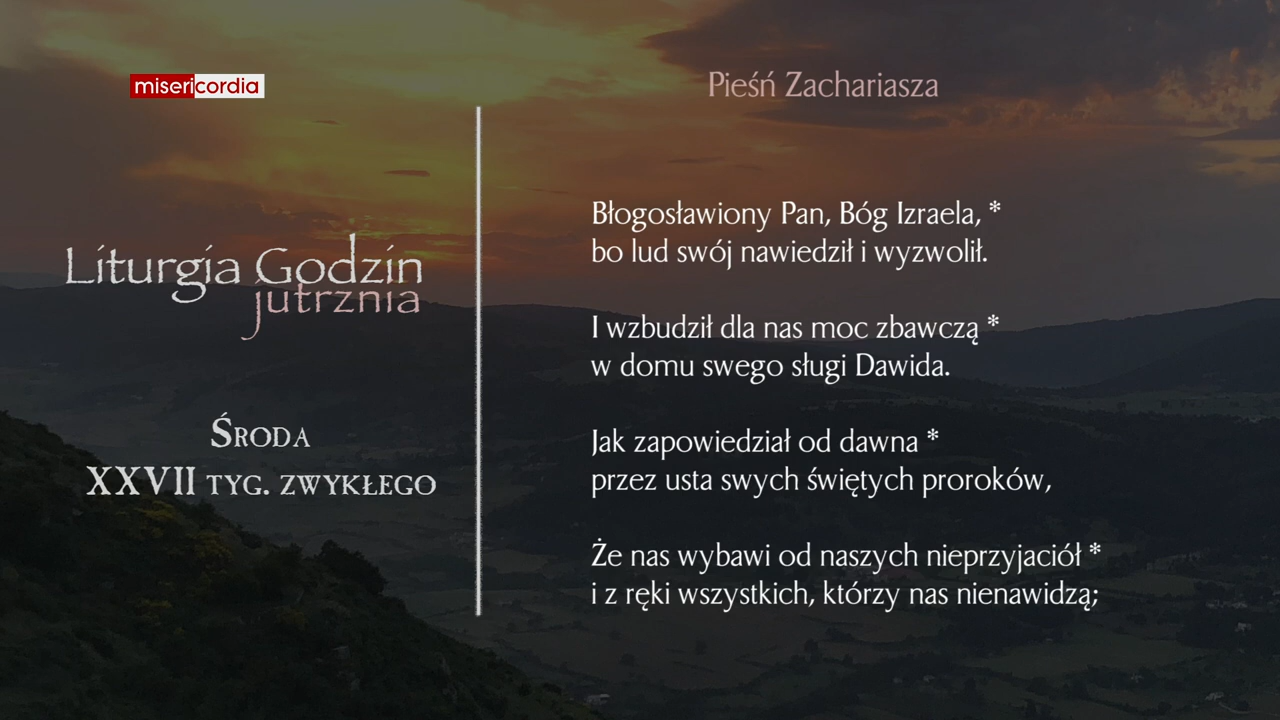 misericordia
Liturgia Godzin
jutrznia
Środa
XXVII tyg. zwykłego
Pieśń Zachariasza
Błogosławiony Pan, Bóg Izraela, *
bo lud swój nawiedził i wyzwolił.
I wzbudził dla nas moc zbawczą *
w domu swego sługi Dawida.
Jak zapowiedział od dawna *
przez usta swych świętych proroków,
Że nas wybawi od naszych nieprzyjaciół *
i z ręki wszystkich, którzy nas nienawidzą;